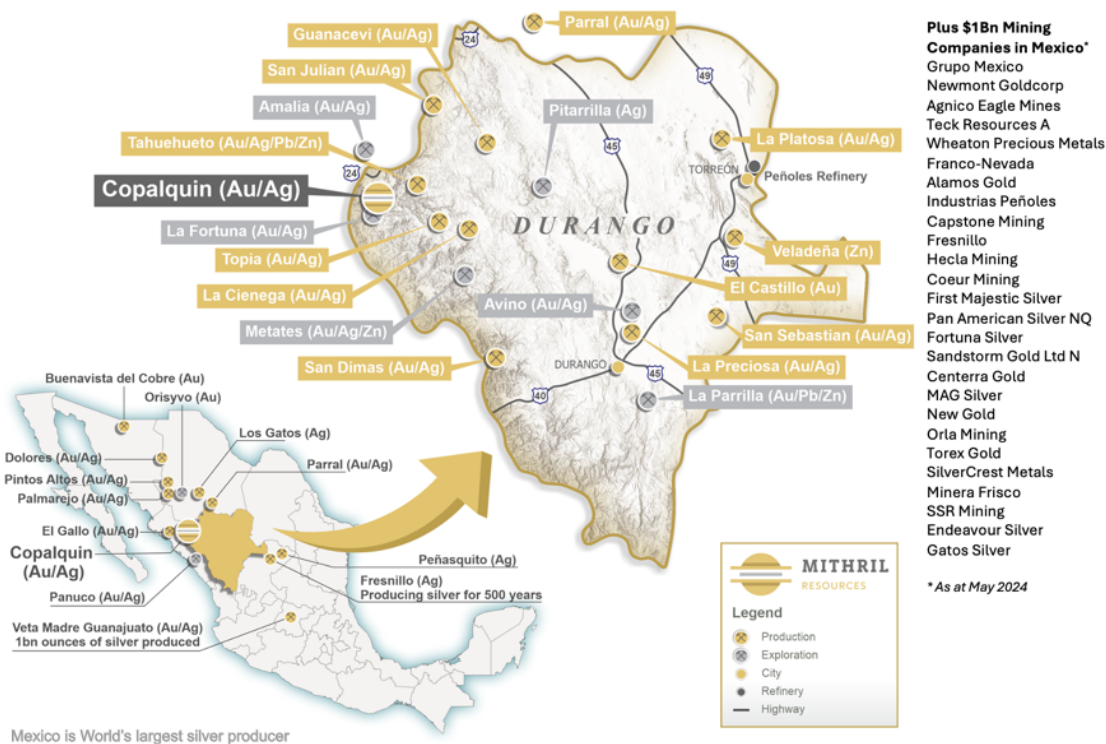 Parral (Au/Ag)
Guanacevi (Au/Ag)
24
San Julian (Au/Ag)
49
Amalia (Au/Ag)
Pitarrilla (Ag)
La Platosa (Au/Ag)
Tahuehueto (Au/Ag/Pb/Zn)
45
TORREÓN
Peñoles Refinery
24
Copalquin (Au/Ag)
La Fortuna (Au/Ag)
DURANGO
Topia (Au/Ag)
Veladeña (Zn)
49
La Cienega (Au/Ag)
El Castillo (Au)
Metates (Au/Ag/Zn)
Avino (Au/Ag)
San Sebastian (Au/Ag)
San Dimas (Au/Ag)
DURANGO
La Preciosa (Au/Ag)
45
40
La Parrilla (Au/Pb/Zn)
Buenavista del Cobre (Au)
Orisyvo (Au)
Los Gatos (Ag)
Dolores (Au/Ag)
Parral (Au/Ag)
Pintos Altos (Au/Ag)
Palmarejo (Au/Ag)
El Gallo (Au/Ag)
Copalquin
(Au/Ag)
Peñasquito (Ag)
Fresnillo (Ag)
Producing silver for 500 years
Panuco (Au/Ag)
Veta Madre Guanajuato (Au/Ag)
1bn ounces of silver produced
Mexico is World's largest silver producer
MITHRIL
RESOURCES
Legend
Production
Exploration
City
Refinery
Highway
Plus $1Bn Mining
Companies in Mexico*
Grupo Mexico
Newmont Goldcorp
Agnico Eagle Mines
Teck Resources A
Wheaton Precious Metals
Franco-Nevada
Alamos Gold
Industrias Peñoles
Capstone Mining
Fresnillo
Hecla Mining
Coeur Mining
First Majestic Silver
Pan American Silver NQ
Fortuna Silver
Sandstorm Gold Ltd N
Centerra Gold
MAG Silver
New Gold
Orla Mining
Torex Gold
SilverCrest Metals
Minera Frisco
SSR Mining
Endeavour Silver
Gatos Silver
* As at May 2024